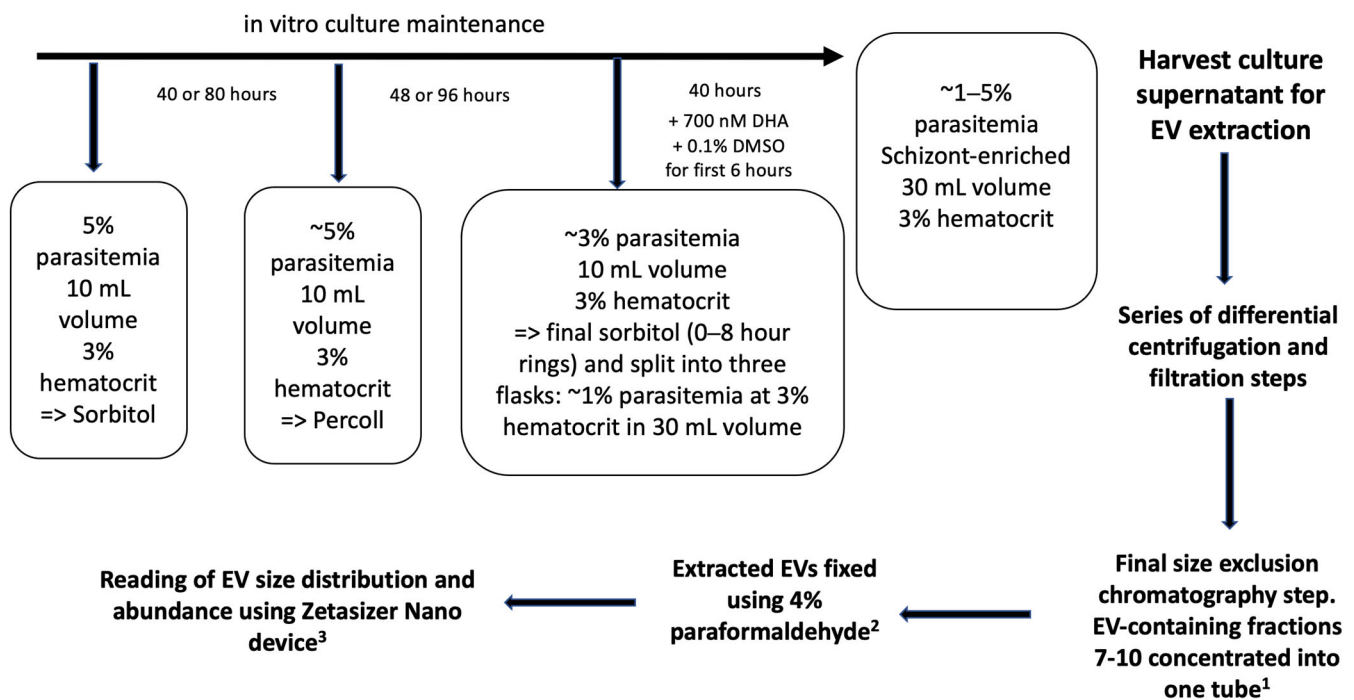 in vitro culture maintenance
40 or 80 hours
48 or 96 hours
40 hours
+ 700 nM DHA
+ 0.1% DMSO
for first 6 hours
5%
parasitemia
10 mL
volume
3%
hematocrit
=> Sorbitol
~5%
parasitemia
10 mL
volume
3%
hematocrit
=> Percoll
~3% parasitemia
10 mL volume
3% hematocrit
=> final sorbitol (0–8 hour
rings) and split into three
flasks: ~1% parasitemia at 3%
hematocrit in 30 mL volume
~1–5%
parasitemia
Schizont-enriched
30 mL volume
3% hematocrit
Harvest culture
supernatant for
EV extraction
Series of differential
centrifugation and
filtration steps
Final size exclusion
chromatography step.
EV-containing fractions
7-10 concentrated into
one tube¹
Extracted EVs fixed
using 4%
paraformaldehyde²
Reading of EV size distribution and
abundance using Zetasizer Nano
device³